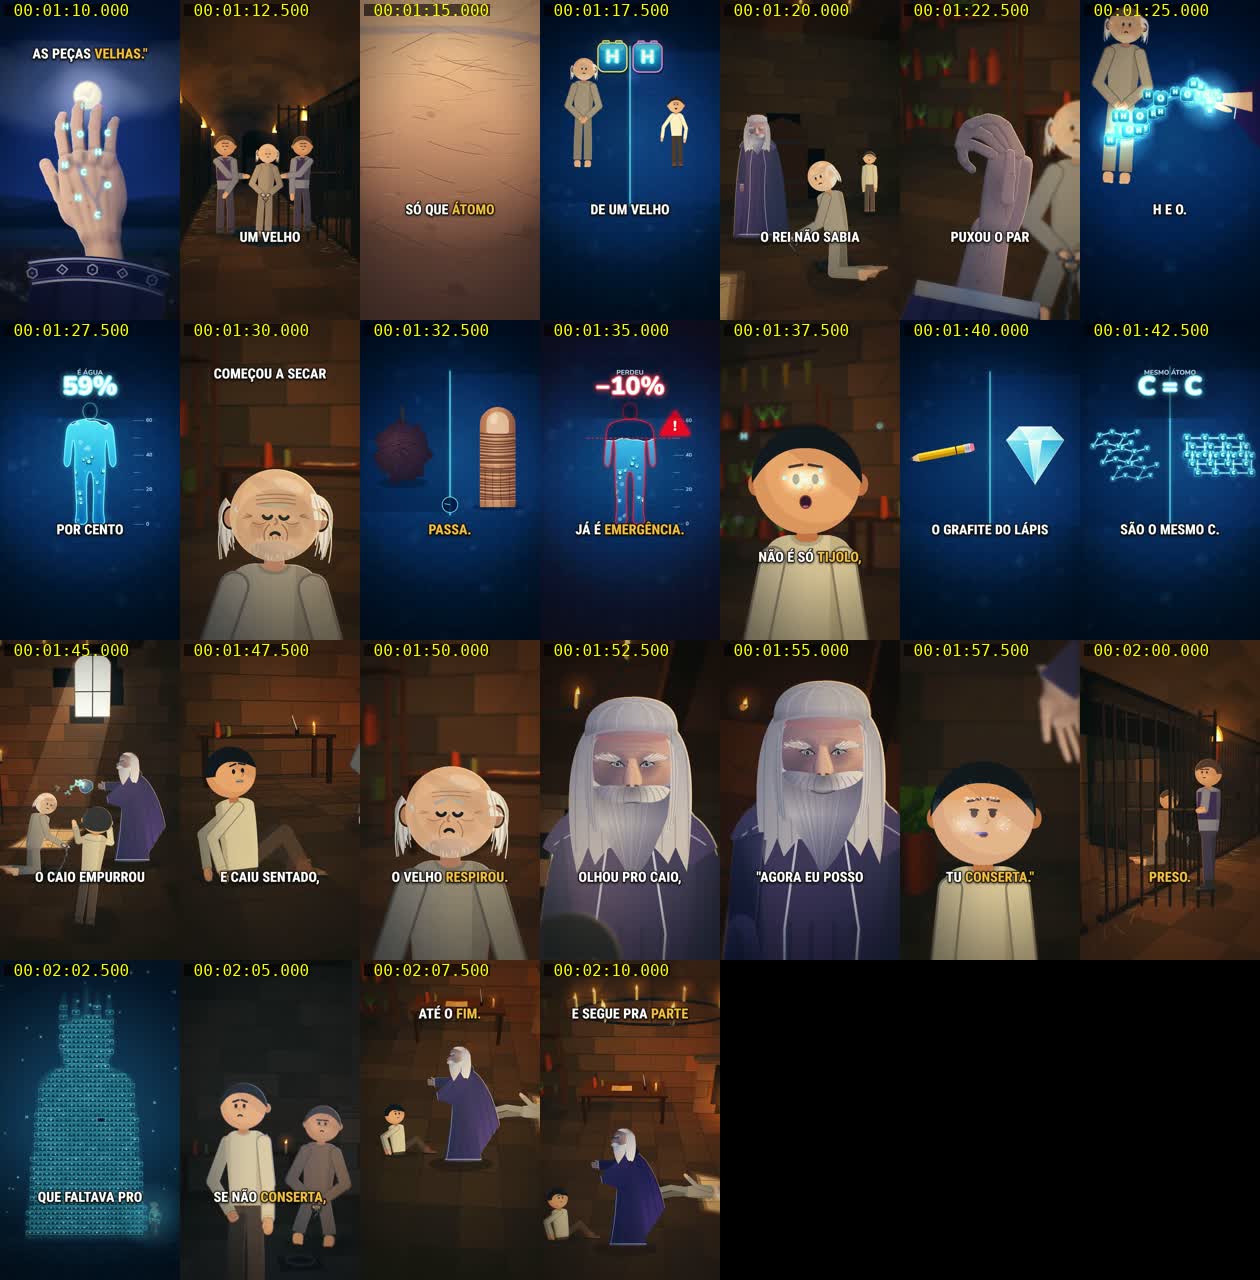 00:01:10.000
AS PEÇAS VELHAS."
00:01:12.500
UM VELHO
00:01:15.000
SÓ QUE ÁTOMO
00:01:17.500
H H
DE UM VELHO
00:01:20.000
O REI NÃO SABIA
00:01:22.500
PUXOU O PAR
00:01:25.000
H E O.
00:01:27.500
É ÁGUA
59%
60
40
20
0
POR CENTO
00:01:30.000
COMEÇOU A SECAR
00:01:32.500
PASSA.
00:01:35.000
PERDEU
−10%
!
60
40
20
0
JÁ É EMERGÊNCIA.
00:01:37.500
H
NÃO É SÓ TIJOLO,
00:01:40.000
O GRAFITE DO LÁPIS
00:01:42.500
MESMO ÁTOMO
C = C
SÃO O MESMO C.
00:01:45.000
O CAIO EMPURROU
00:01:47.500
E CAIU SENTADO,
00:01:50.000
O VELHO RESPIROU.
00:01:52.500
OLHOU PRO CAIO,
00:01:55.000
"AGORA EU POSSO
00:01:57.500
TU CONSERTA."
00:02:00.000
PRESO.
00:02:02.500
QUE FALTAVA PRO
00:02:05.000
SE NÃO CONSERTA,
00:02:07.500
ATÉ O FIM.
00:02:10.000
E SEGUE PRA PARTE